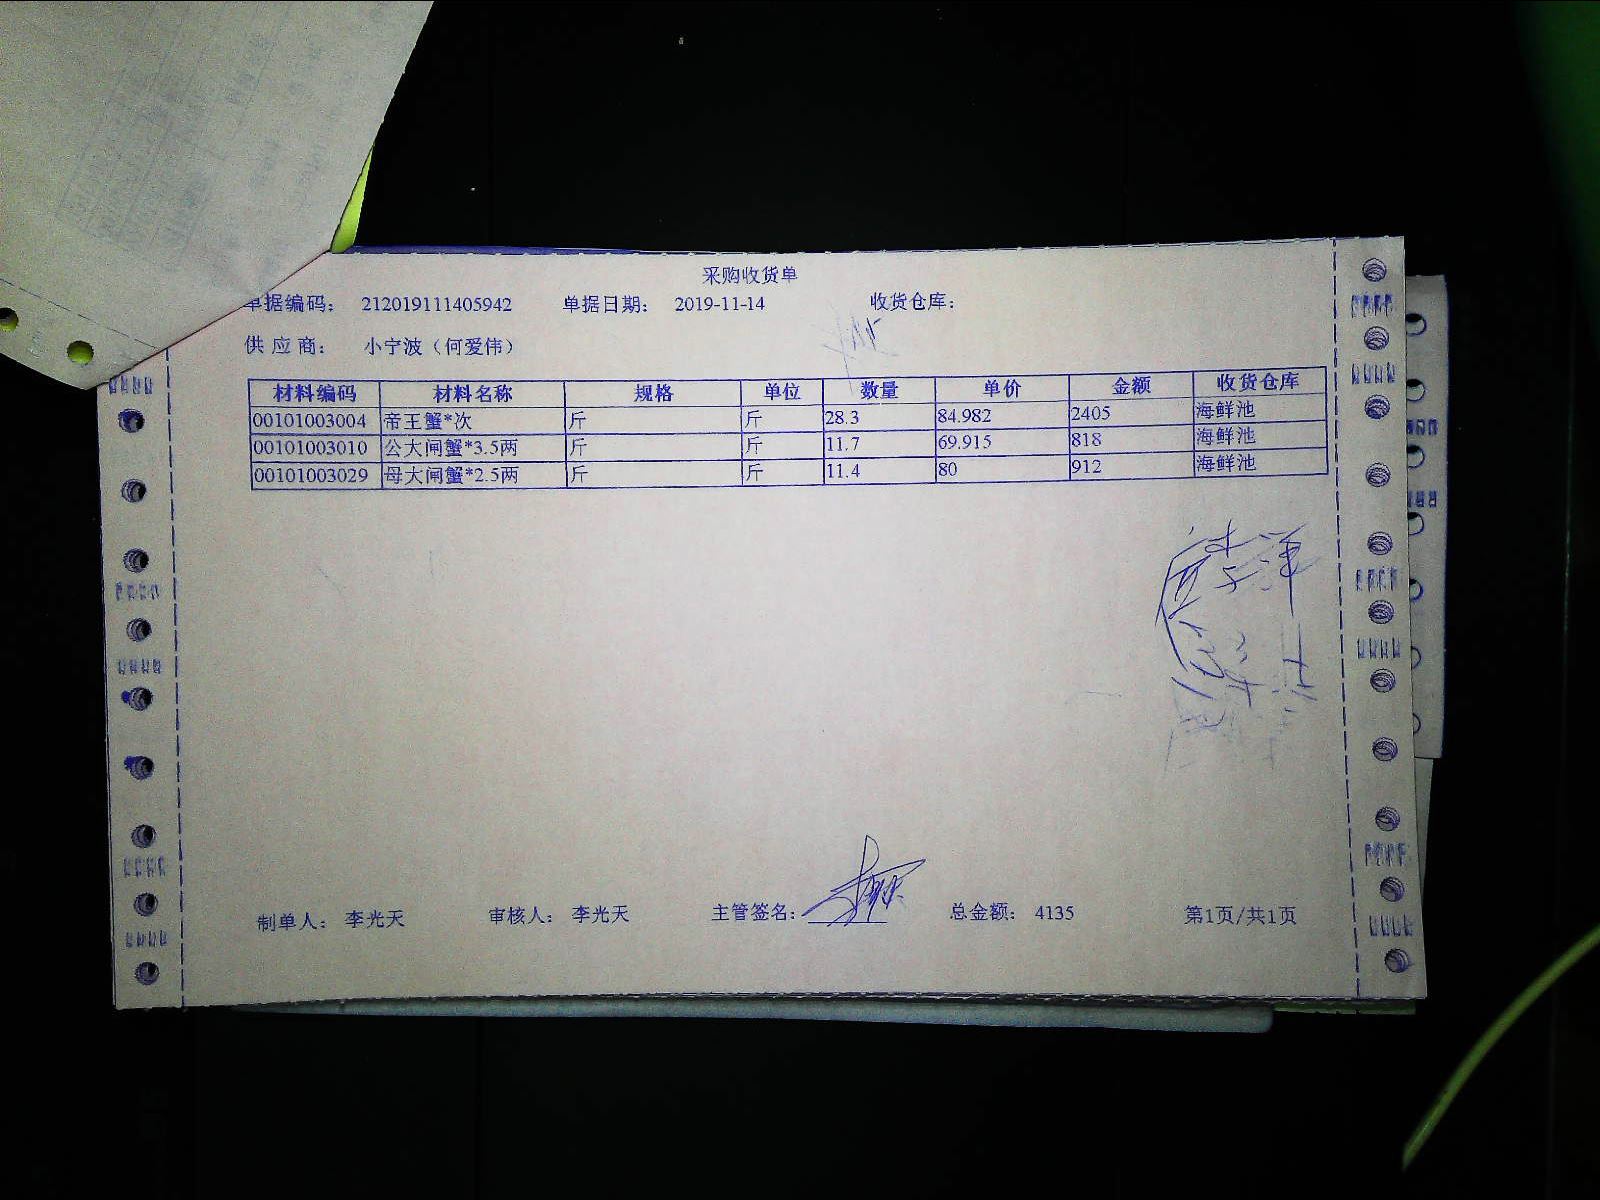 采购收货单
单据编码： 212019111405942 单据日期： 2019-11-14 收货仓库：
供 应 商： 小宁波（何爱伟）
材料编码 材料名称 规格 单位 数量 单价 金额 收货仓库
00101003004 帝王蟹*次 斤 斤 28.3 84.982 2405 海鲜池
00101003010 公大闸蟹*3.5两 斤 斤 11.7 69.915 818 海鲜池
00101003029 母大闸蟹*2.5两 斤 斤 11.4 80 912 海鲜池
制单人： 李光天 审核人： 李光天 主管签名： 总金额： 4135 第1页/共1页